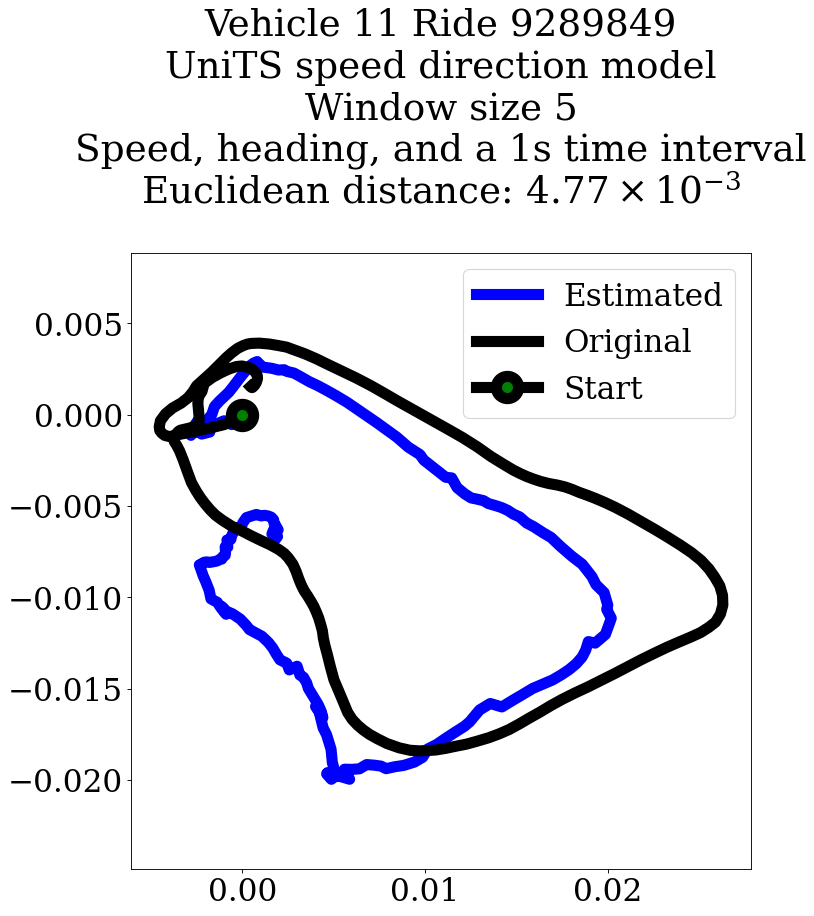 Vehicle 11 Ride 9289849
UniTS speed direction model
Window size 5
Speed, heading, and a 1s time interval
Euclidean distance: 4.77 × 10⁻³
Estimated
Original
Start
0.005
0.000
−0.005
−0.010
−0.015
−0.020
0.00
0.01
0.02